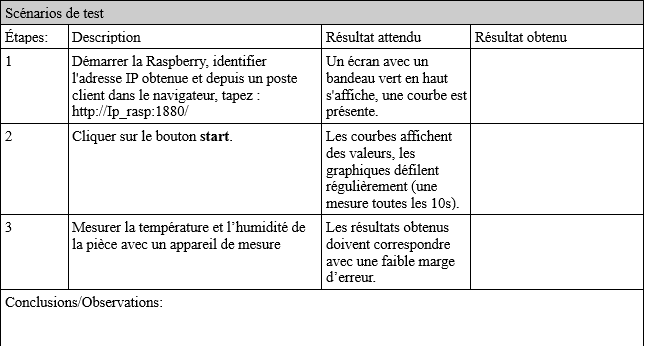 Scénarios de test
Étapes: Description Résultat attendu Résultat obtenu
1
Démarrer la Raspberry, identifier
l'adresse IP obtenue et depuis un poste
client dans le navigateur, tapez :
http://Ip_rasp:1880/
Un écran avec un
bandeau vert en haut
s'affiche, une courbe est
présente.
2
Cliquer sur le bouton start.
Les courbes affichent
des valeurs, les
graphiques défilent
régulièrement (une
mesure toutes les 10s).
3
Mesurer la température et l’humidité de
la pièce avec un appareil de mesure
Les résultats obtenus
doivent correspondre
avec une faible marge
d’erreur.
Conclusions/Observations: